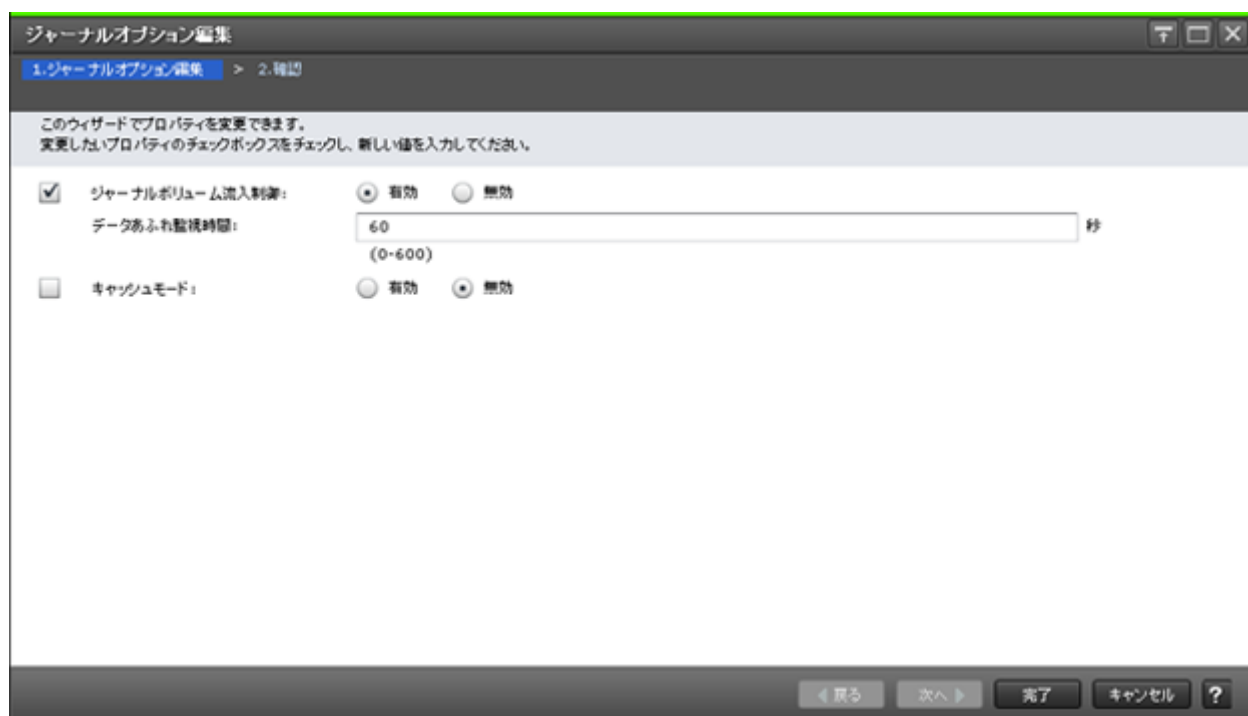 ジャーナルオプション編集
1.ジャーナルオプション編集 > 2.確認
このウィザードでプロパティを変更できます。
変更したいプロパティのチェックボックスをチェックし、新しい値を入力してください。
ジャーナルボリューム流入制御: 有効 無効
データあふれ監視時間: 60 秒
(0-600)
キャッシュモード: 有効 無効
戻る 次へ 完了 キャンセル ?